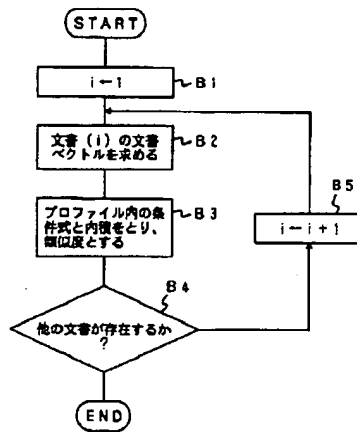 START
i←1
B1
文書(i)の文書
ベクトルを求める
B2
プロファイル内の条
件式と内積をとり、
類似度とする
B3
B5
i←i+1
B4
他の文書が存在するか
?
END